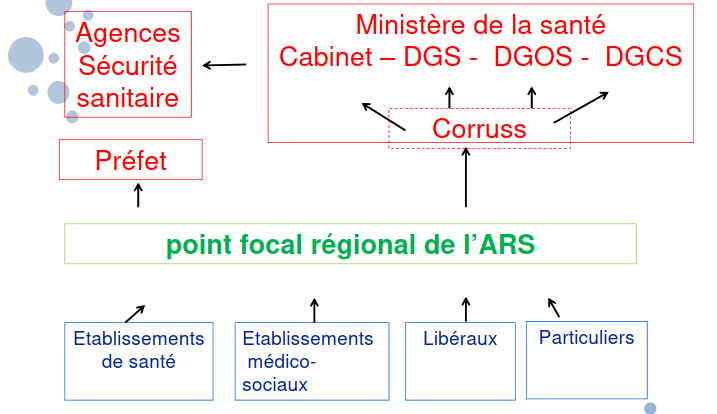 Agences
Sécurité
sanitaire
Ministère de la santé
Cabinet – DGS - DGOS - DGCS
Corruss
Préfet
point focal régional de l'ARS
Etablissements
de santé
Etablissements
médico-
sociaux
Libéraux
Particuliers